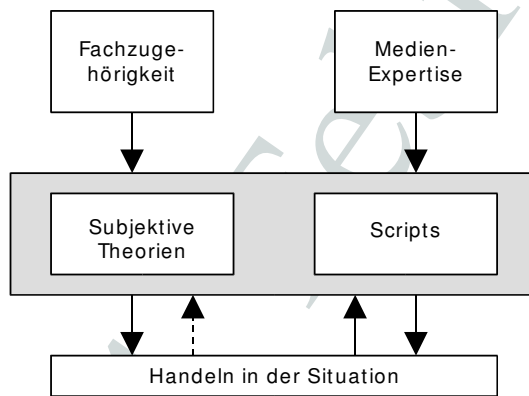 Fachzuge-
hörigkeit
Medien-
Expertise
Subjektive
Theorien
Scripts
Handeln in der Situation